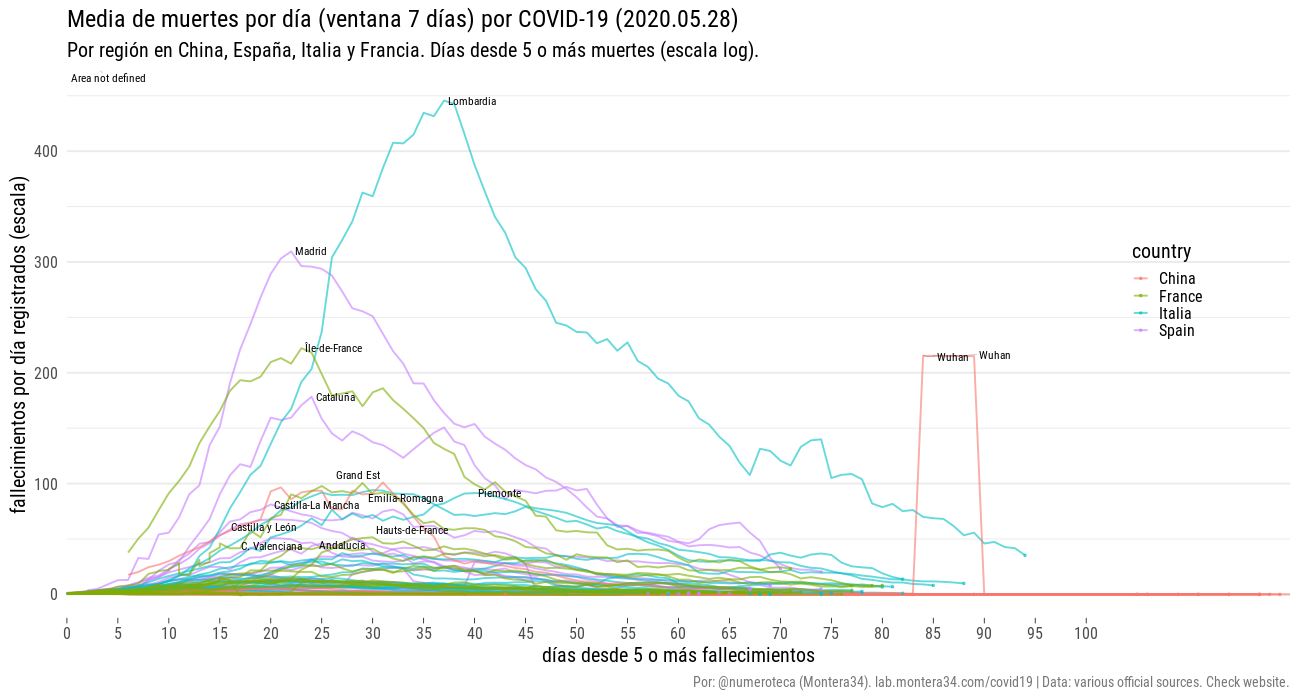 Media de muertes por día (ventana 7 días) por COVID-19 (2020.05.28)
Por región en China, España, Italia y Francia. Días desde 5 o más muertes (escala log).
Area not defined
Lombardia
400
fallecimientos por día registrados (escala)
Madrid
300
country
China
France
Italia
Spain
Île-de-France
Wuhan
Wuhan
200
Cataluña
Grand Est
100
Emilia-Romagna
Piemonte
Castilla-La Mancha
Castilla y León
Hauts-de-France
C. Valenciana
Andalucía
0
0 5 10 15 20 25 30 35 40 45 50 55 60 65 70 75 80 85 90 95 100
días desde 5 o más fallecimientos
Por: @numeroteca (Montera34). lab.montera34.com/covid19 | Data: various official sources. Check website.